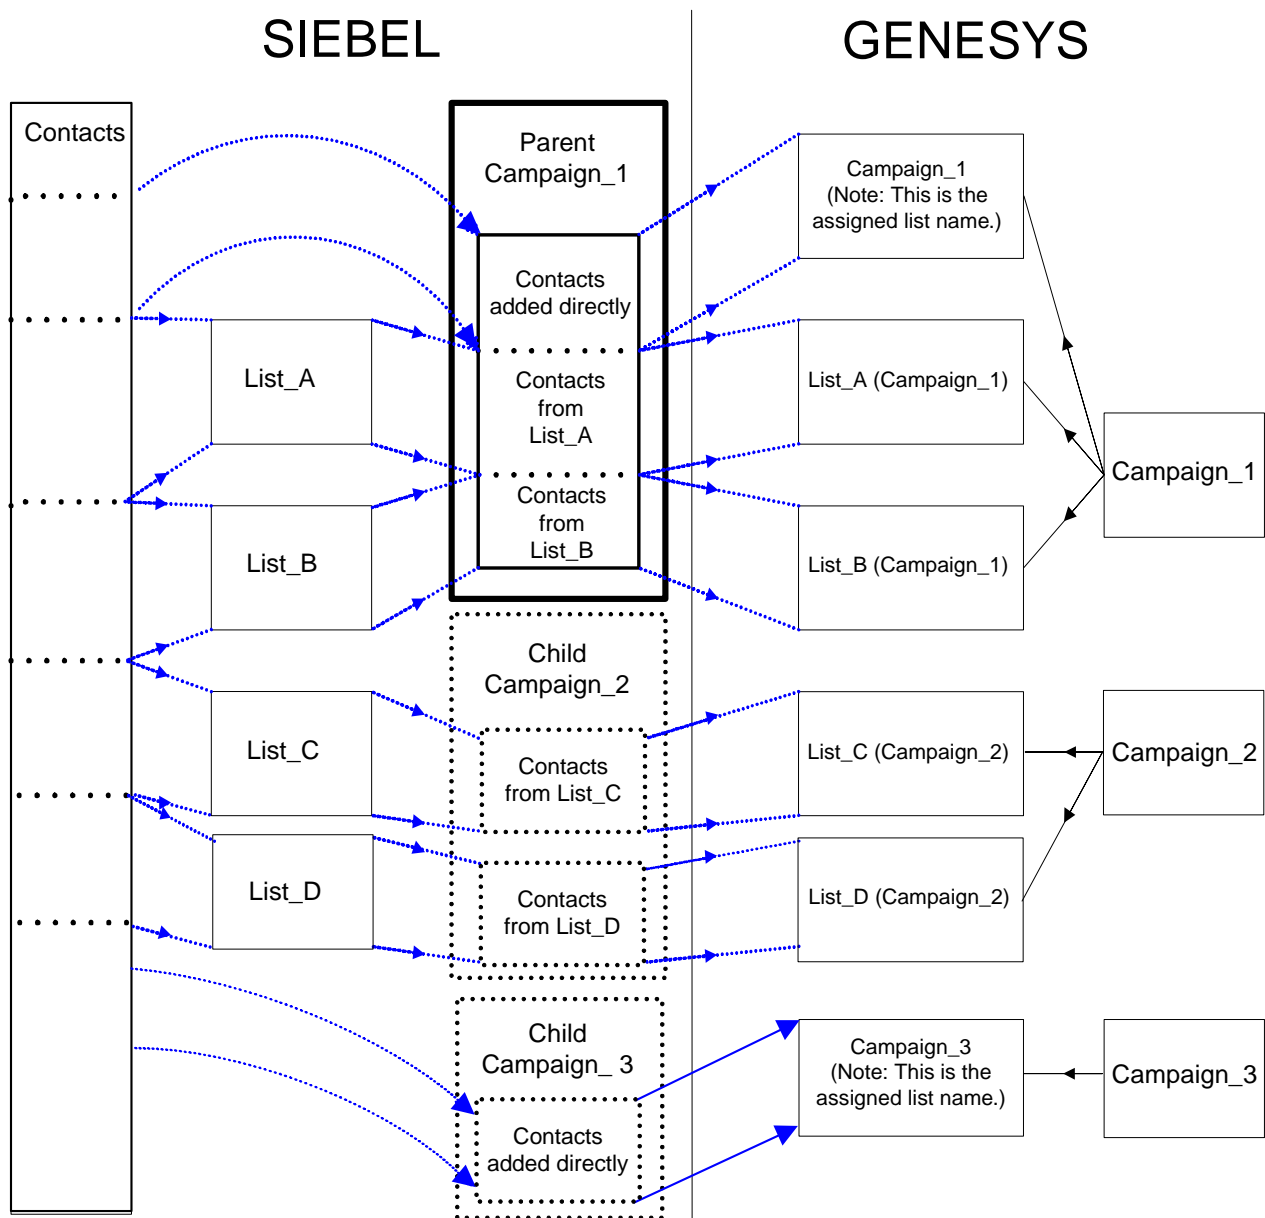 SIEBEL
GENESYS
Contacts
Parent
Campaign_1
Contacts
added directly
Contacts
from
List_A
Contacts
from
List_B
List_A
List_B
Child
Campaign_2
List_C
Contacts
from List_C
List_D
Contacts
from List_D
Child
Campaign_ 3
Contacts
added directly
Campaign_1
(Note: This is the
assigned list name.)
List_A (Campaign_1)
List_B (Campaign_1)
Campaign_1
List_C (Campaign_2)
List_D (Campaign_2)
Campaign_2
Campaign_3
(Note: This is the
assigned list name.)
Campaign_3